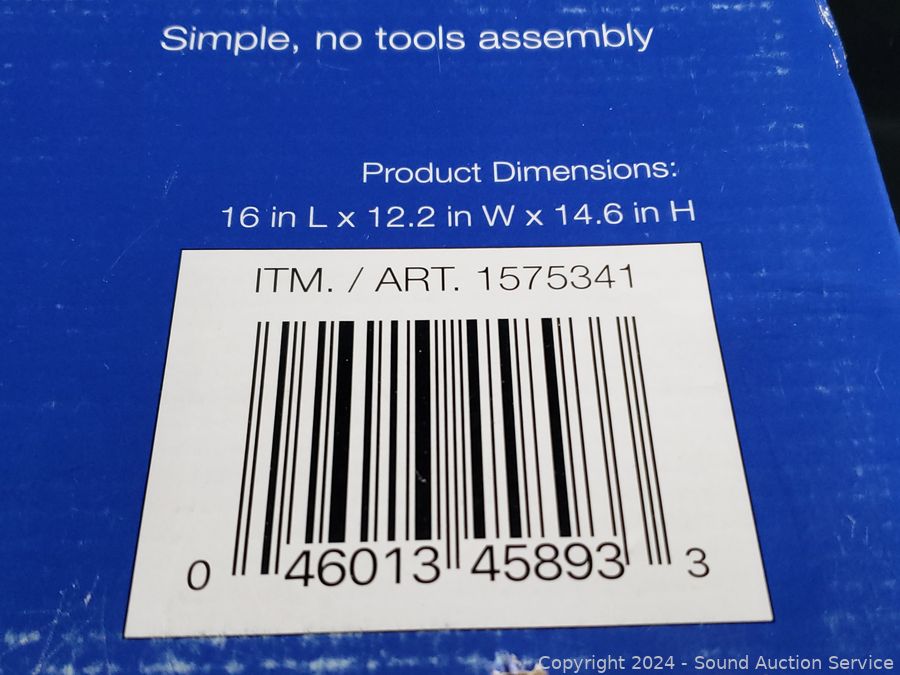 Simple, no tools assembly
Product Dimensions:
16 in L x 12.2 in W x 14.6 in H
ITM. / ART. 1575341
0 46013 45893 3
Copyright 2024 - Sound Auction Service